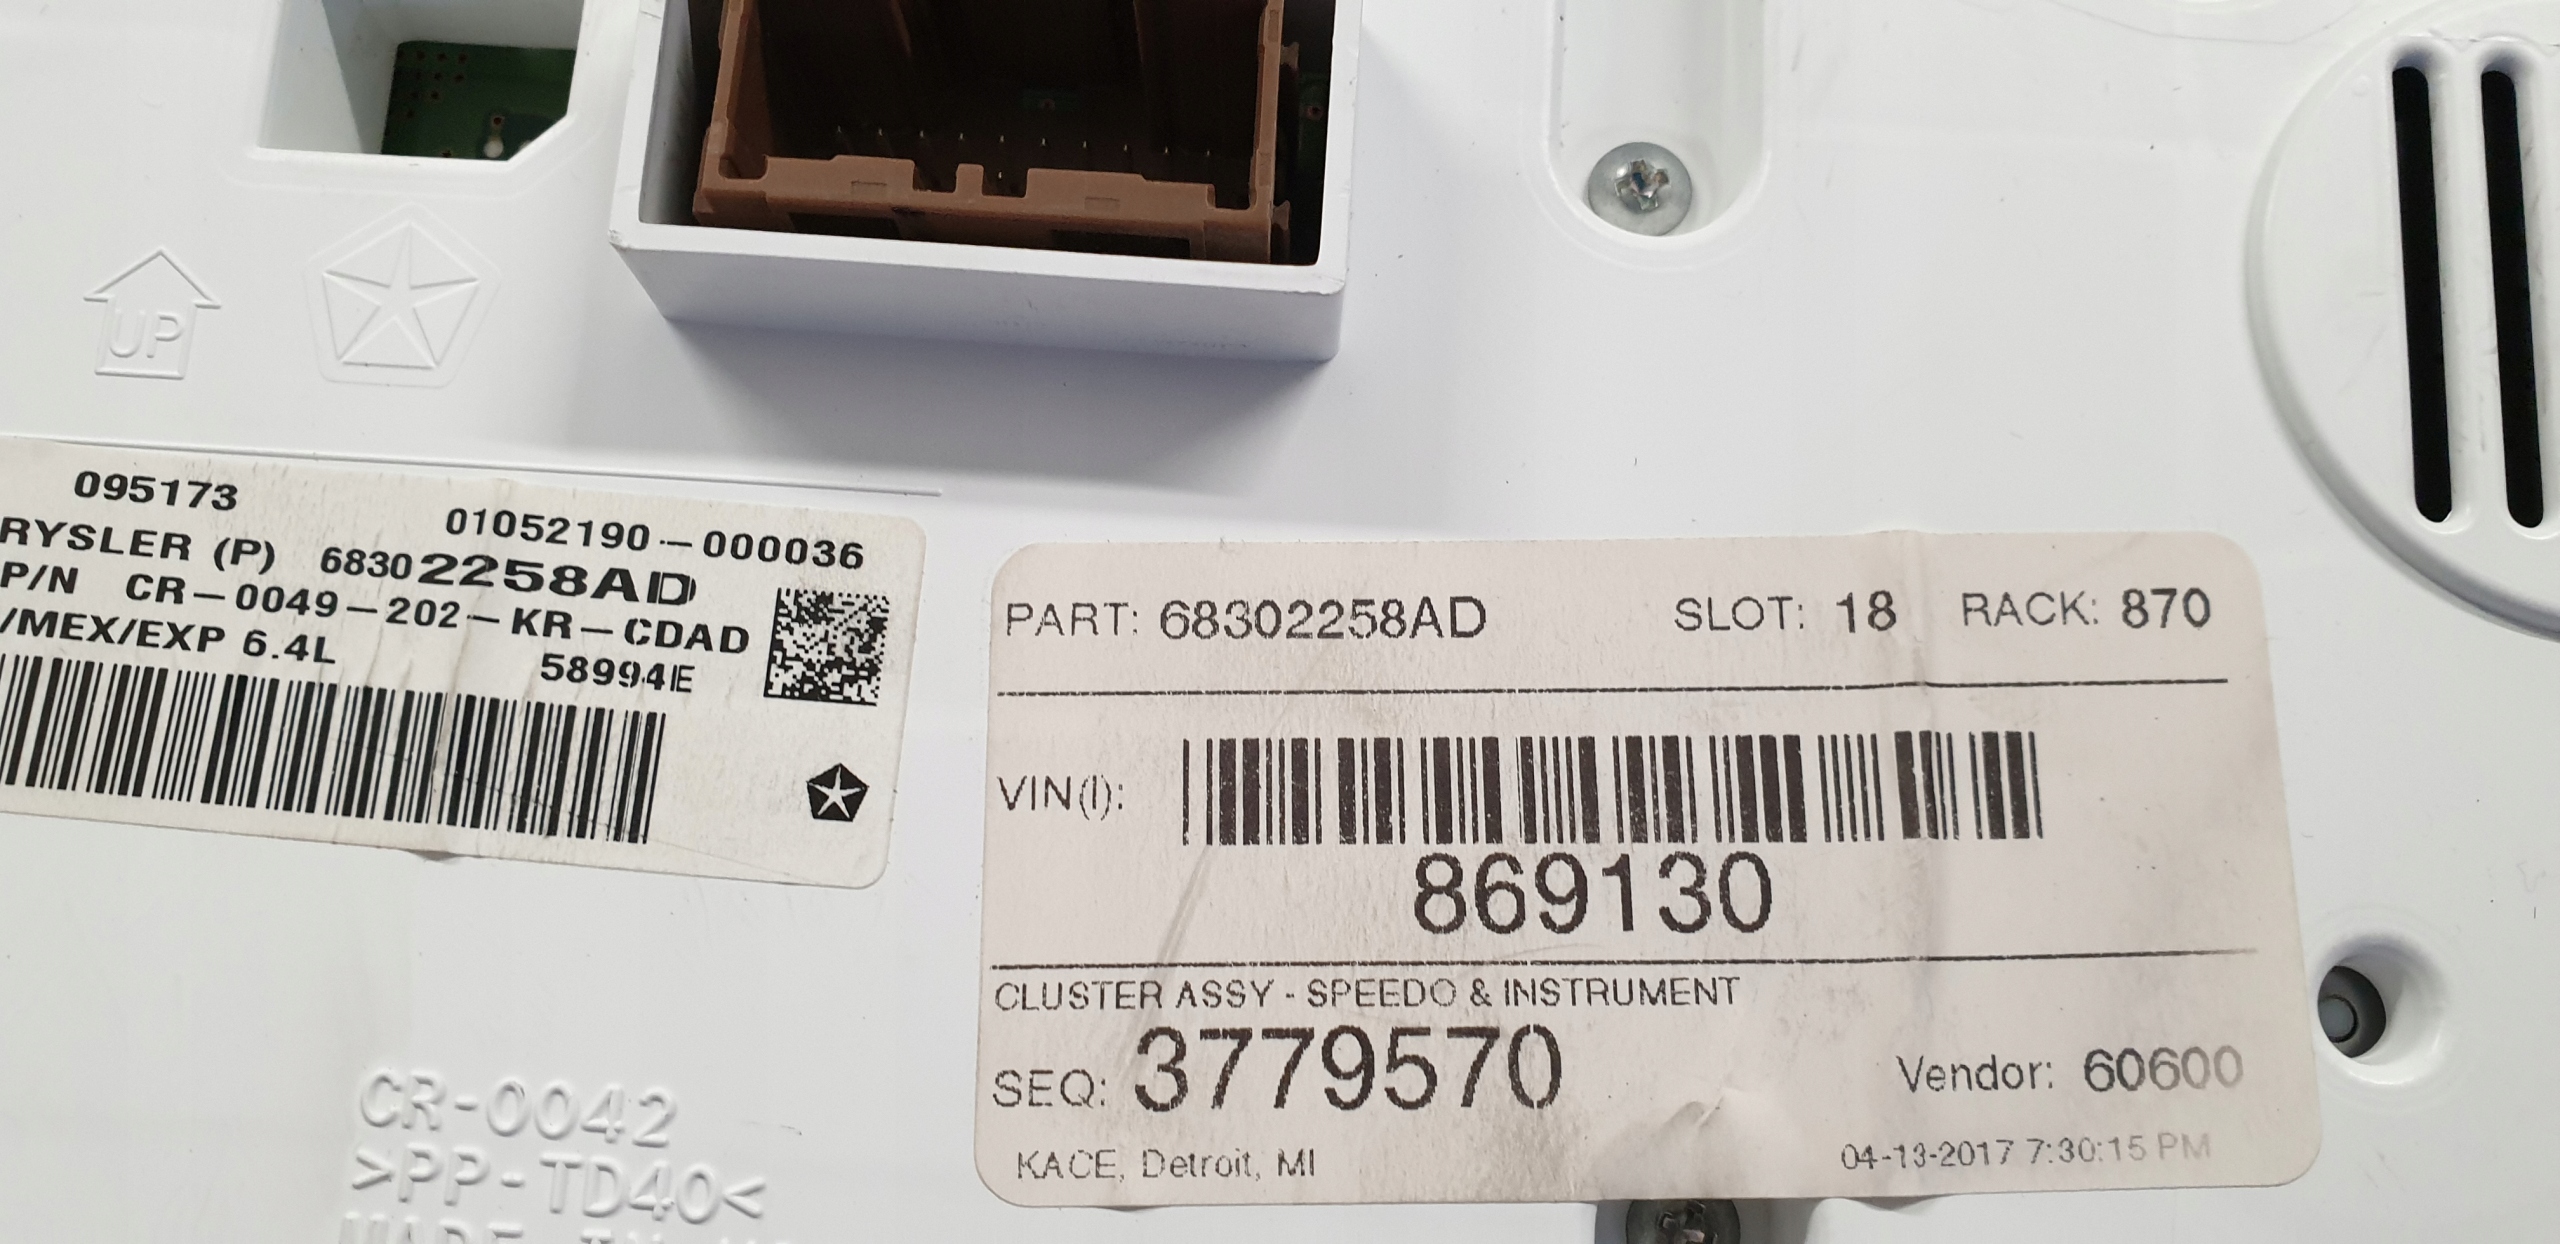 UP
095173
01052190-000036
RYSLER (P) 68302258AD
P/N CR-0049-202-KR-CDAD
/MEX/EXP 6.4L
58994E
PART: 68302258AD SLOT: 18 RACK: 870
VIN(I):
869130
CLUSTER ASSY - SPEEDO & INSTRUMENT
SEQ: 3779570 Vendor: 60600
KACE, Detroit, MI 04-13-2017 7:30:15 PM
CR-0042
>PP-TD40<
MADE IN